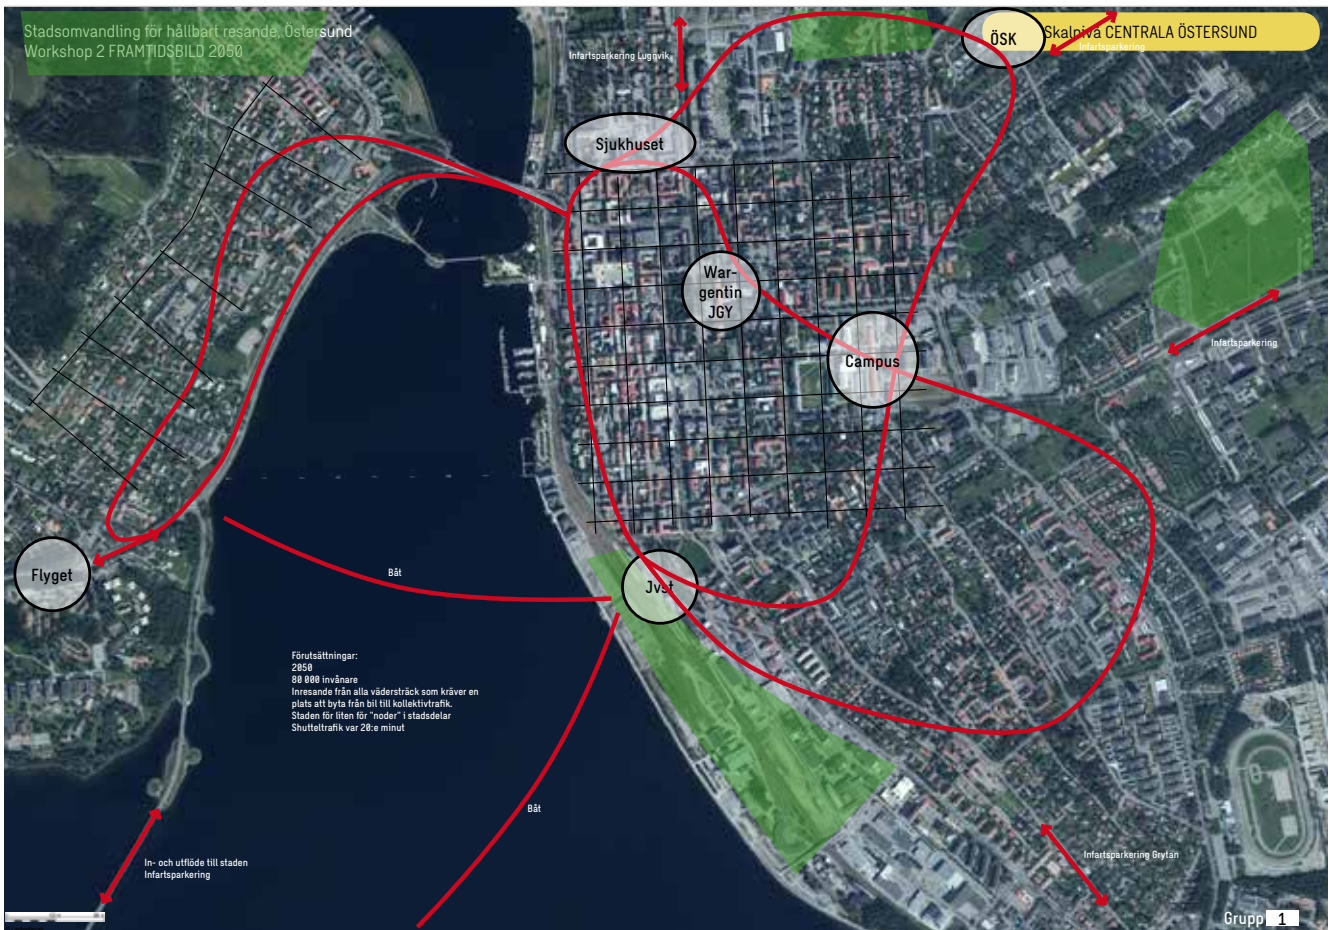 Stadsomvandling för hållbart resande, Östersund
Workshop 2 FRAMTIDSBILD 2050
Infartsparkering Lugnvik
ÖSK
Skalnivå CENTRALA ÖSTERSUND
Infartsparkering
Sjukhuset
War-
gentin
JGY
Campus
Infartsparkering
Flyget
Jvst
Båt
Förutsättningar:
2050
80 000 invånare
Inresande från alla vädersträck som kräver en
plats att byta från bil till kollektivtrafik.
Staden för liten för "noder" i stadsdelar
Shutteltrafik var 20:e minut
Båt
In- och utflöde till staden
Infartsparkering
Infartsparkering Grytan
Grupp 1